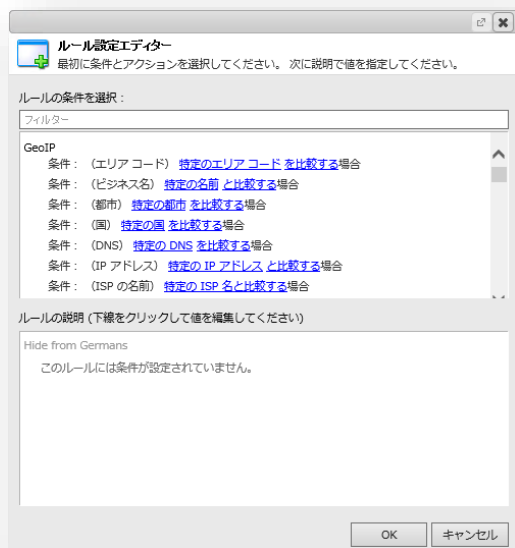 ルール設定エディター
最初に条件とアクションを選択してください。 次に説明で値を指定してください。
ルールの条件を選択：
フィルター
GeoIP
条件： （エリア コード） 特定のエリア コード を比較する場合
条件： （ビジネス名） 特定の名前 と比較する場合
条件： （都市） 特定の都市 を比較する場合
条件： （国） 特定の国 を比較する場合
条件： （DNS） 特定の DNS を比較する場合
条件： （IP アドレス） 特定の IP アドレス と比較する場合
条件： （ISP の名前） 特定の ISP 名と比較する場合
ルールの説明 (下線をクリックして値を編集してください)
Hide from Germans
このルールには条件が設定されていません。
OK キャンセル